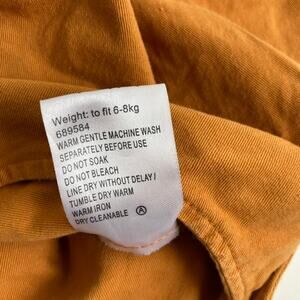 Weight: to fit 6-8kg
689584
WARM GENTLE MACHINE WASH
SEPARATELY BEFORE USE
DO NOT SOAK
DO NOT BLEACH
LINE DRY WITHOUT DELAY /
TUMBLE DRY WARM
WARM IRON
DRY CLEANABLE Ⓐ